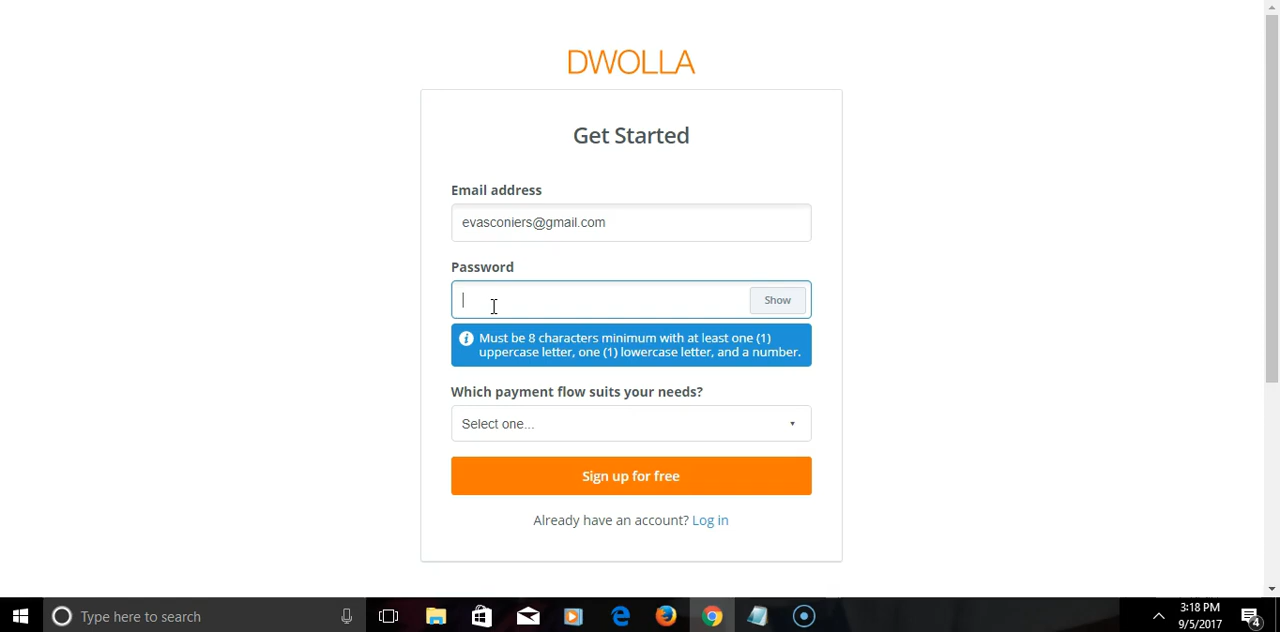 DWOLLA
Get Started
Email address
evasconiers@gmail.com
Password
Show
Must be 8 characters minimum with at least one (1)
uppercase letter, one (1) lowercase letter, and a number.
Which payment flow suits your needs?
Select one...
Sign up for free
Already have an account? Log in
Type here to search
3:18 PM
9/5/2017
4